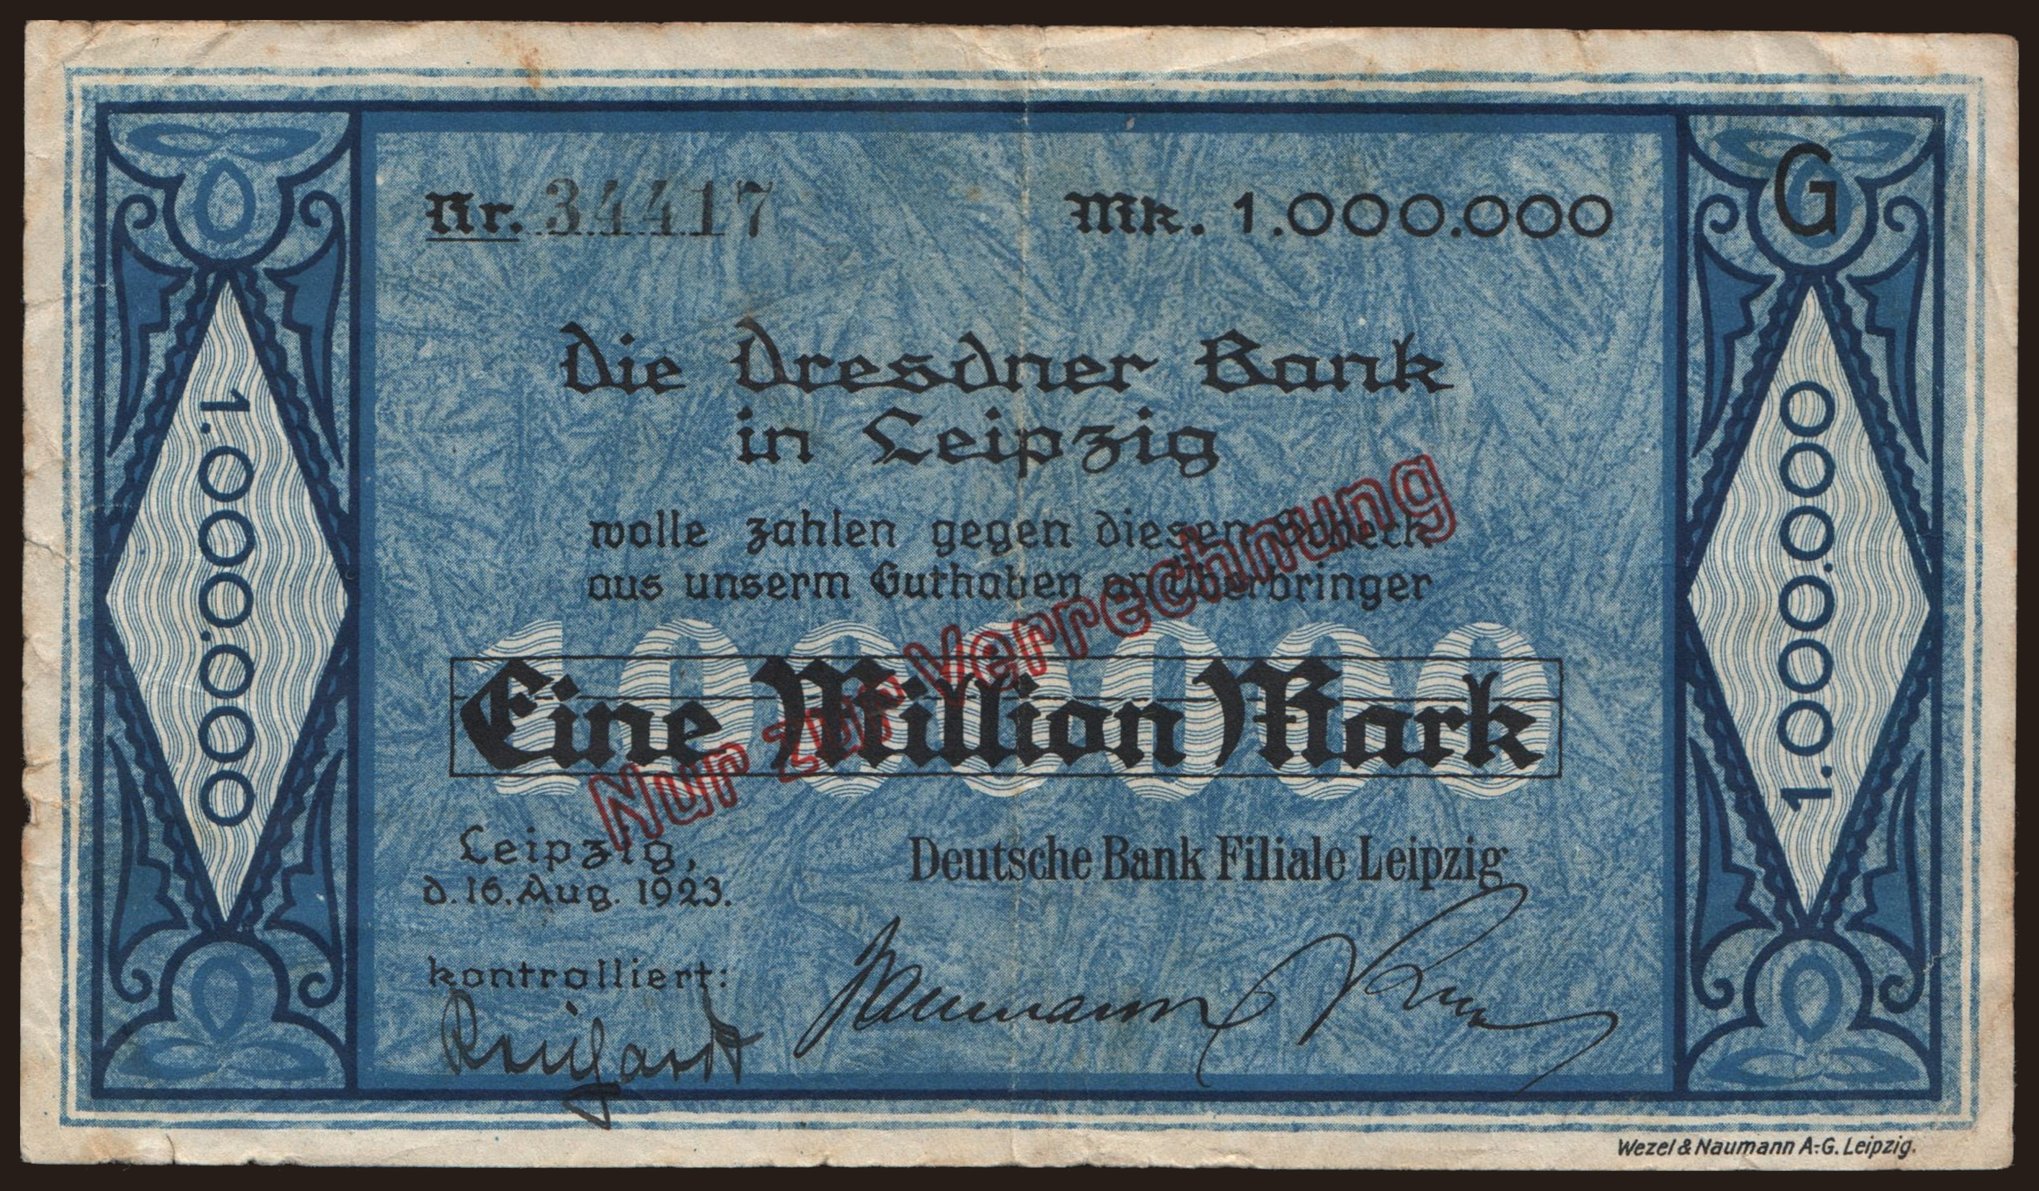 Nr. 34417
Mk. 1.000.000
G
Die Dresdner Bank
in Leipzig
wolle zahlen gegen diesen Scheck
aus unserm Guthaben an Überbringer
1000000
Eine Million Mark
Nur zur Verrechnung
1.000.000
1.000.000
Leipzig,
d. 16. Aug. 1923.
Deutsche Bank Filiale Leipzig
kontrolliert:
Naumann
Wezel & Naumann A.-G. Leipzig.